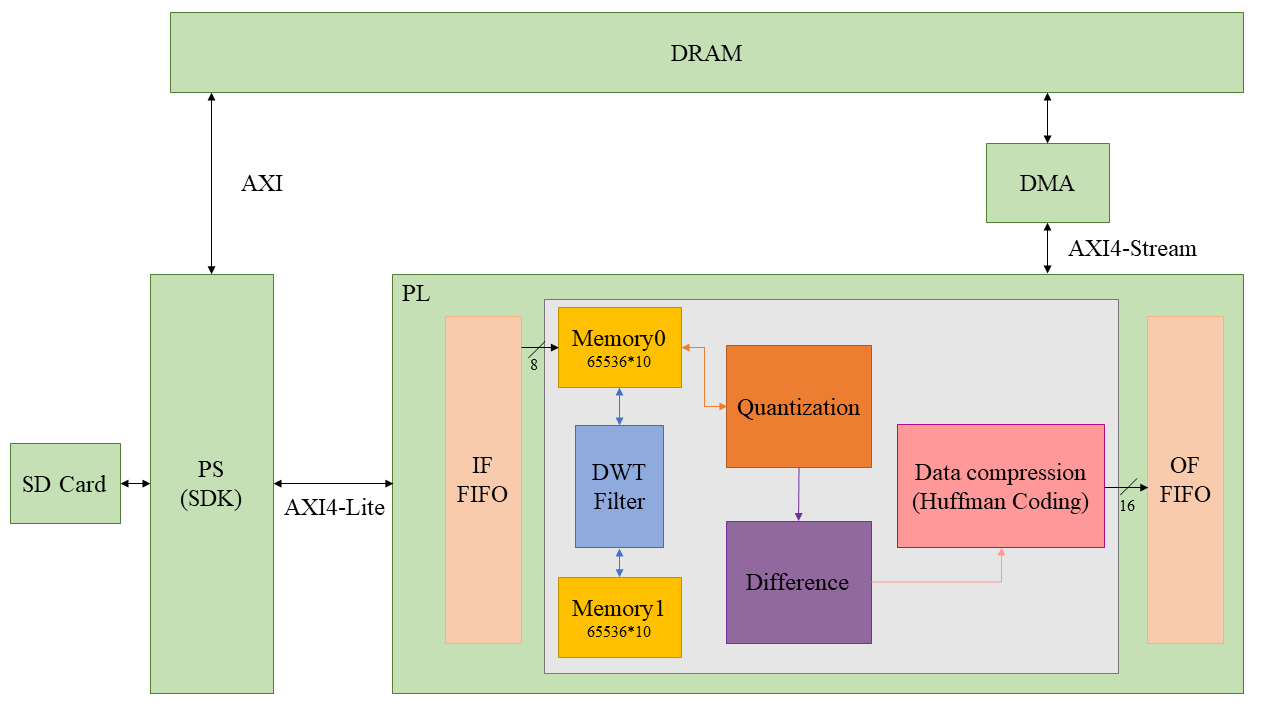 DRAM
AXI
DMA
AXI4-Stream
PL
Memory0
65536*10
8
Quantization
IF
FIFO
DWT
Filter
Data compression
(Huffman Coding)
16
OF
FIFO
SD Card
PS
(SDK)
AXI4-Lite
Difference
Memory1
65536*10